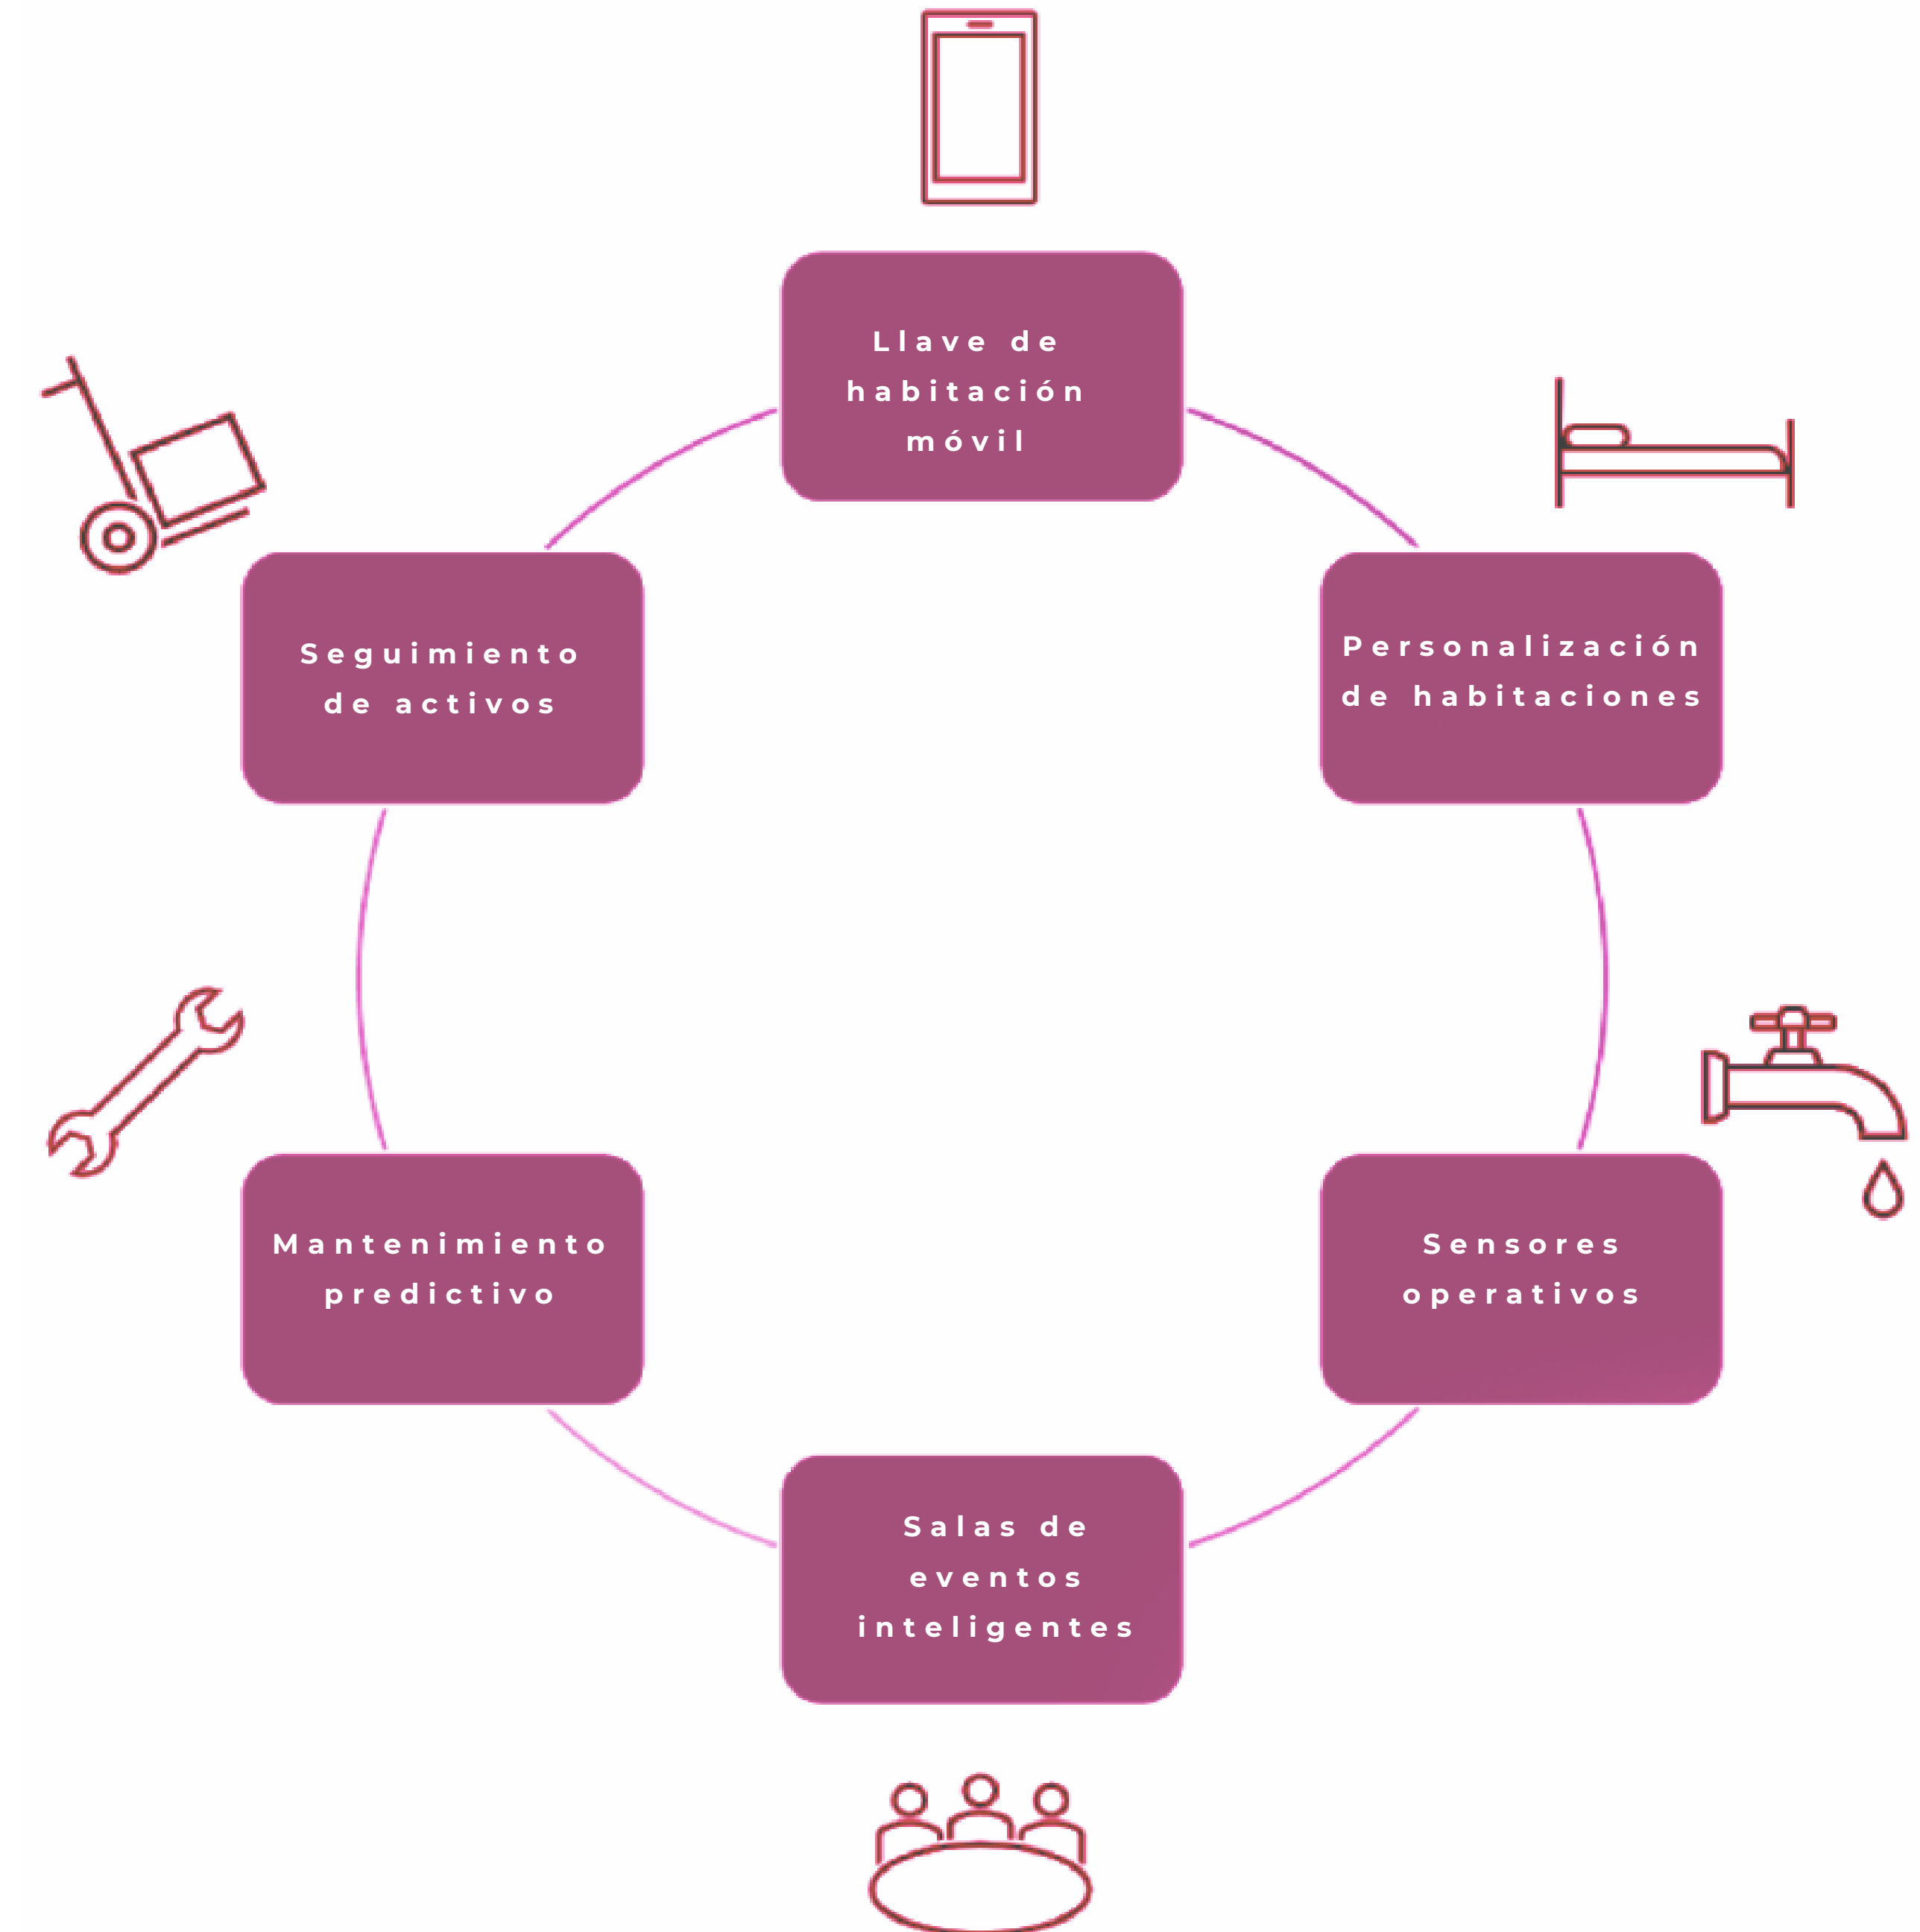 Llave de
habitación
móvil
Seguimiento
de activos
Personalización
de habitaciones
Mantenimiento
predictivo
Sensores
operativos
Salas de
eventos
inteligentes